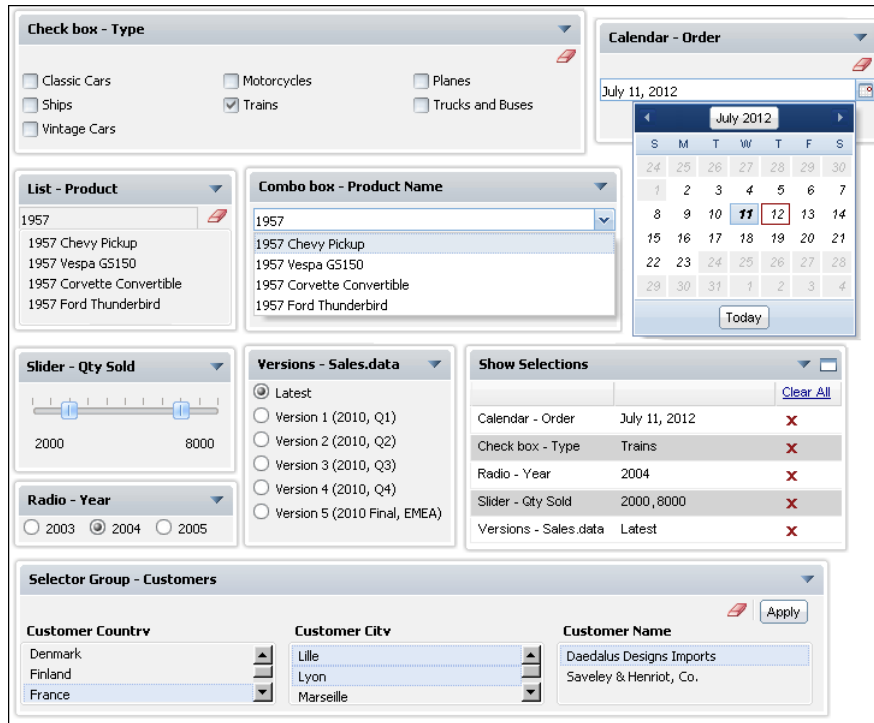 Check box - Type
Classic Cars
Motorcycles
Planes
Ships
Trains
Trucks and Buses
Vintage Cars
Calendar - Order
July 11, 2012
July 2012
S M T W T F S
24 25 26 27 28 29 30
1 2 3 4 5 6 7
8 9 10 11 12 13 14
15 16 17 18 19 20 21
22 23 24 25 26 27 28
29 30 31 1 2 3 4
Today
List - Product
1957
1957 Chevy Pickup
1957 Vespa GS150
1957 Corvette Convertible
1957 Ford Thunderbird
Combo box - Product Name
1957
1957 Chevy Pickup
1957 Vespa GS150
1957 Corvette Convertible
1957 Ford Thunderbird
Slider - Qty Sold
2000 8000
Radio - Year
2003 2004 2005
Versions - Sales.data
Latest
Version 1 (2010, Q1)
Version 2 (2010, Q2)
Version 3 (2010, Q3)
Version 4 (2010, Q4)
Version 5 (2010 Final, EMEA)
Show Selections
Clear All
Calendar - Order July 11, 2012 x
Check box - Type Trains x
Radio - Year 2004 x
Slider - Qty Sold 2000,8000 x
Versions - Sales.data Latest x
Selector Group - Customers
Apply
Customer Country
Denmark
Finland
France
Customer City
Lille
Lyon
Marseille
Customer Name
Daedalus Designs Imports
Saveley & Henriot, Co.